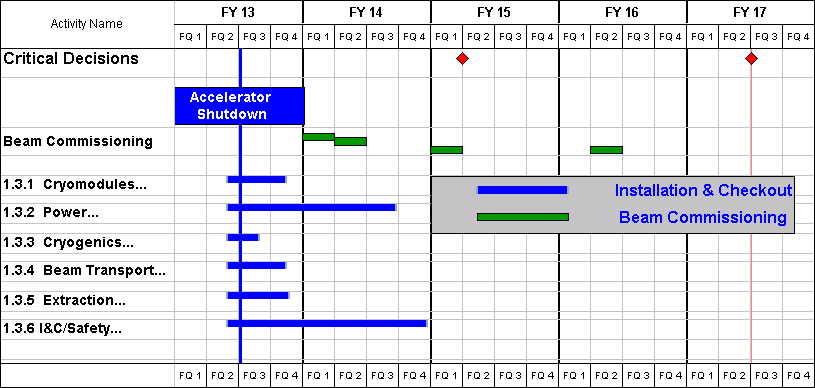 Activity Name
FY 13 FY 14 FY 15 FY 16 FY 17
FQ 1 FQ 2 FQ 3 FQ 4 FQ 1 FQ 2 FQ 3 FQ 4 FQ 1 FQ 2 FQ 3 FQ 4 FQ 1 FQ 2 FQ 3 FQ 4 FQ 1 FQ 2 FQ 3 FQ 4
Critical Decisions
Accelerator
Shutdown
Beam Commissioning
1.3.1 Cryomodules...
Installation & Checkout
1.3.2 Power...
Beam Commissioning
1.3.3 Cryogenics...
1.3.4 Beam Transport...
1.3.5 Extraction...
1.3.6 I&C/Safety...
FQ 1 FQ 2 FQ 3 FQ 4 FQ 1 FQ 2 FQ 3 FQ 4 FQ 1 FQ 2 FQ 3 FQ 4 FQ 1 FQ 2 FQ 3 FQ 4 FQ 1 FQ 2 FQ 3 FQ 4